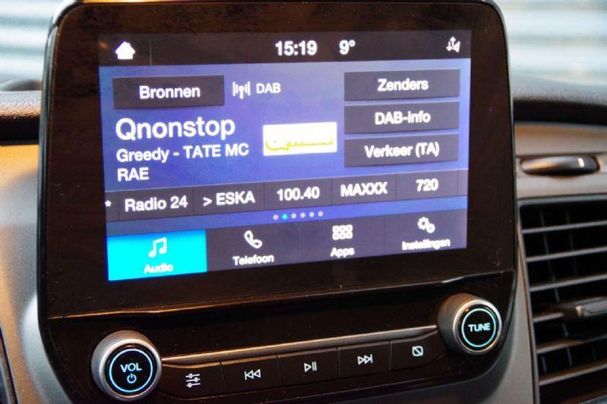 15:19 9°
Bronnen DAB Zenders
Qnonstop DAB-info
Greedy - TATE MC
RAE
Verkeer (TA)
* Radio 24 > ESKA 100.40 MAXXX 720
Audio Telefoon Apps Instellingen
VOL TUNE